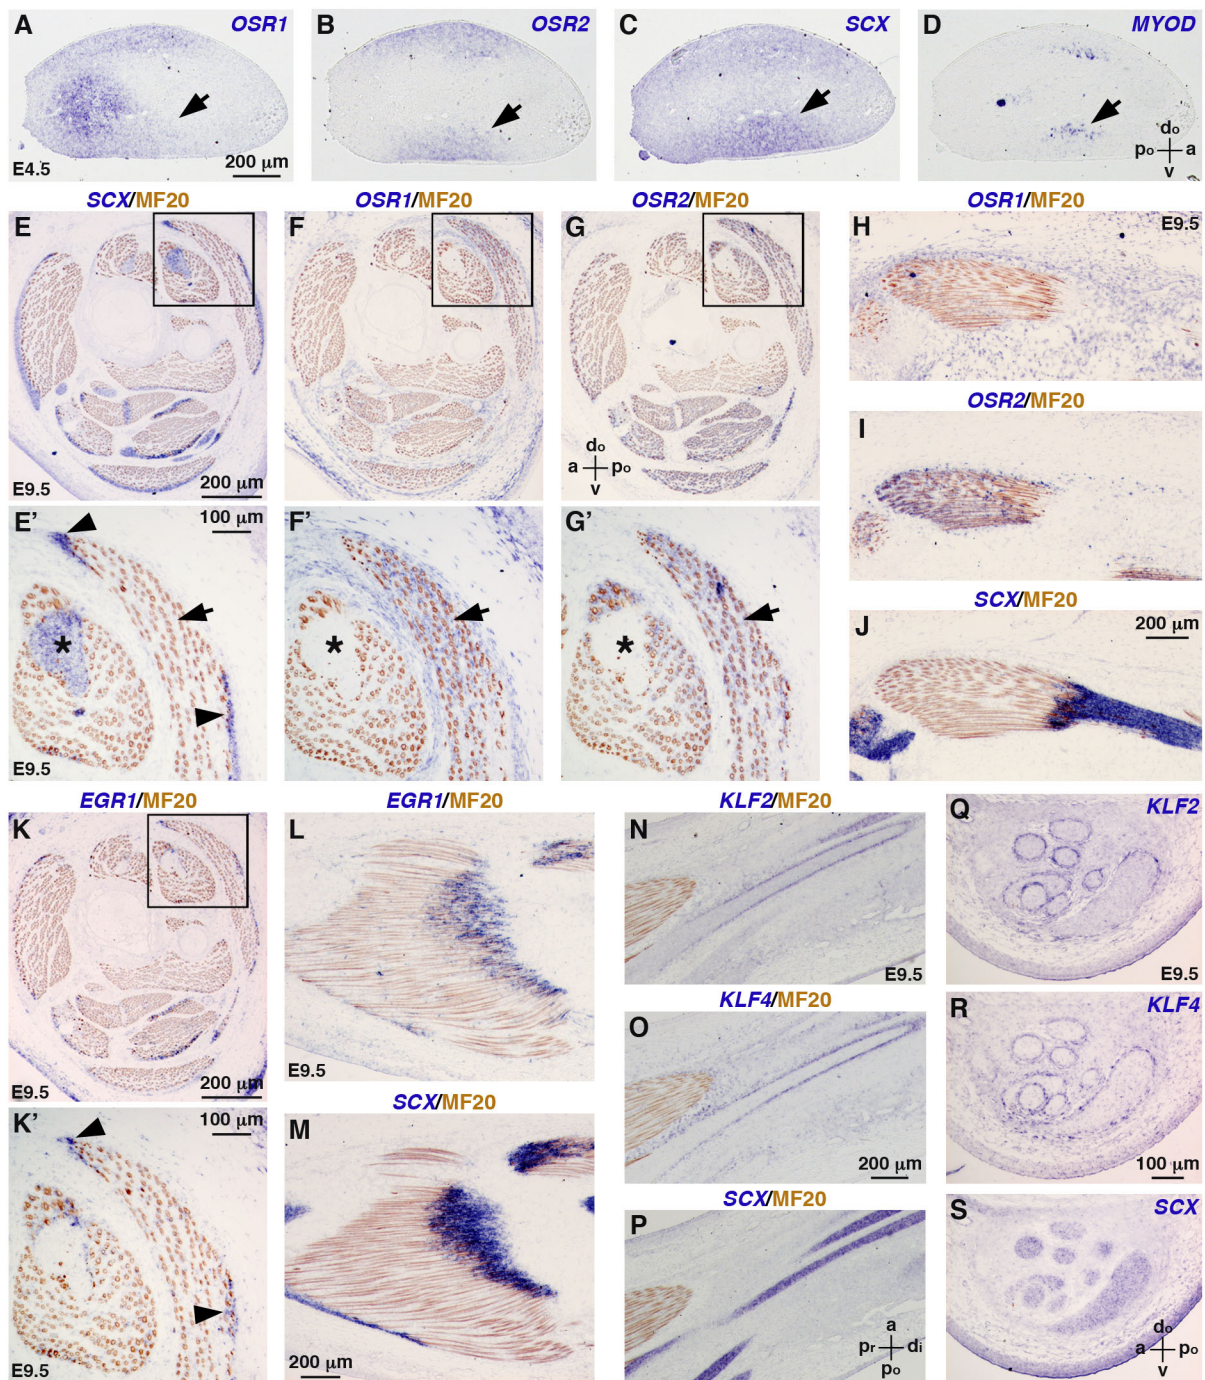 A OSR1
B OSR2
C SCX
D MYOD
E4.5 200 µm
do
po a
v
SCX/MF20
OSR1/MF20
OSR2/MF20
OSR1/MF20
E
F
G
H E9.5
E9.5 200 µm
do
a po
v
OSR2/MF20
I
E' 100 µm
F'
G'
E9.5
SCX/MF20
J 200 µm
EGR1/MF20
EGR1/MF20
KLF2/MF20
K
L
N
Q KLF2
E9.5
E9.5
E9.5 200 µm
E9.5
KLF4/MF20
O
200 µm
R KLF4
100 µm
K' 100 µm
E9.5
SCX/MF20
M
200 µm
SCX/MF20
P
a
pr di
po
S SCX
do
a po
v